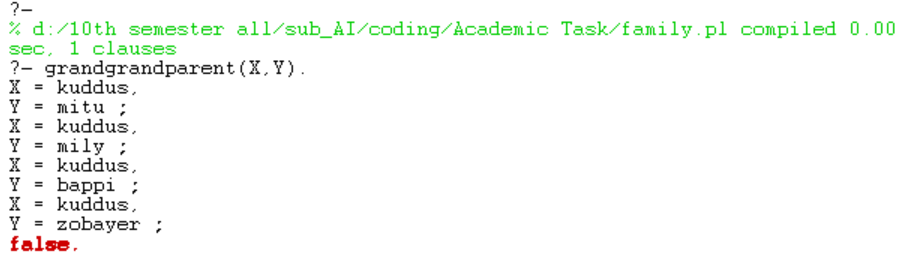 ?-
% d:/10th semester all/sub_AI/coding/Academic Task/family.pl compiled 0.00
sec, 1 clauses
?- grandgrandparent(X,Y).
X = kuddus,
Y = mitu ;
X = kuddus,
Y = mily ;
X = kuddus,
Y = bappi ;
X = kuddus,
Y = zobayer ;
false.